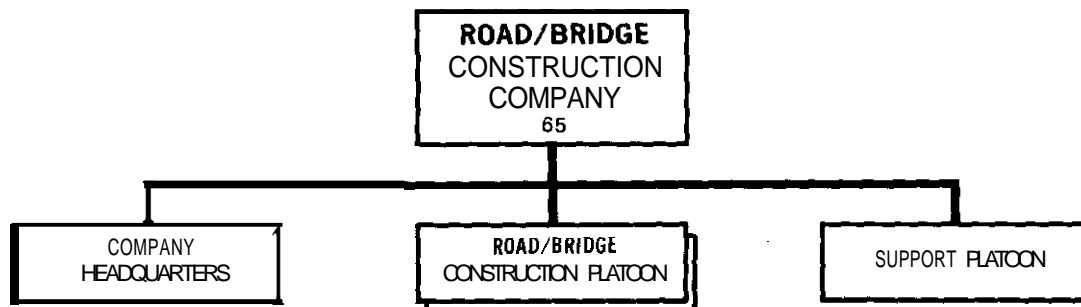 ROAD/BRIDGE
CONSTRUCTION
COMPANY
65
COMPANY
HEADQUARTERS
ROAD/BRIDGE
CONSTRUCTION PLATOON
SUPPORT PLATOON